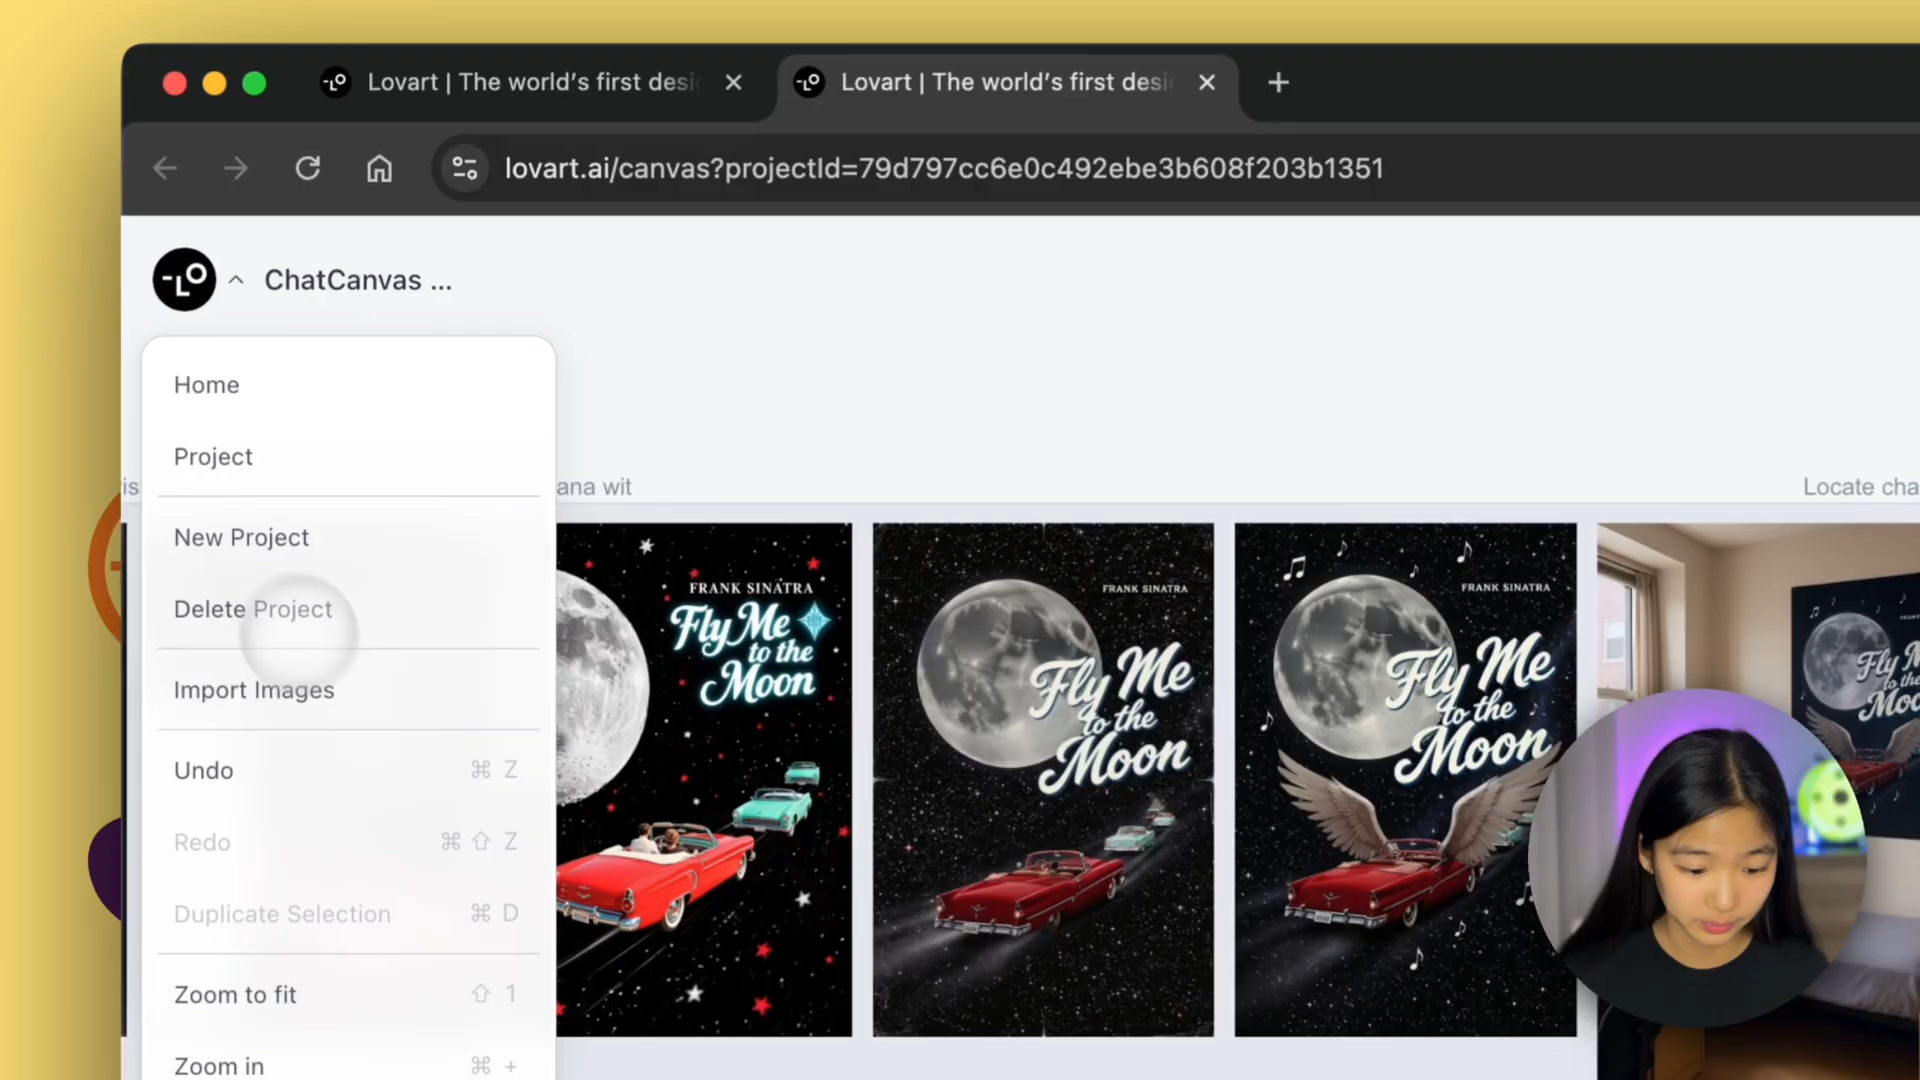 Lovart | The world's first desi
Lovart | The world's first desi
lovart.ai/canvas?projectId=79d797cc6e0c492ebe3b608f203b1351
ChatCanvas ...
Home
Project
New Project
Delete Project
Import Images
Undo ⌘ Z
Redo ⌘ ⇧ Z
Duplicate Selection ⌘ D
Zoom to fit ⇧ 1
Zoom in ⌘ +
ana wit
Locate cha
FRANK SINATRA
Fly Me
to the
Moon
FRANK SINATRA
Fly Me
to the
Moon
FRANK SINATRA
Fly Me
to the
Moon